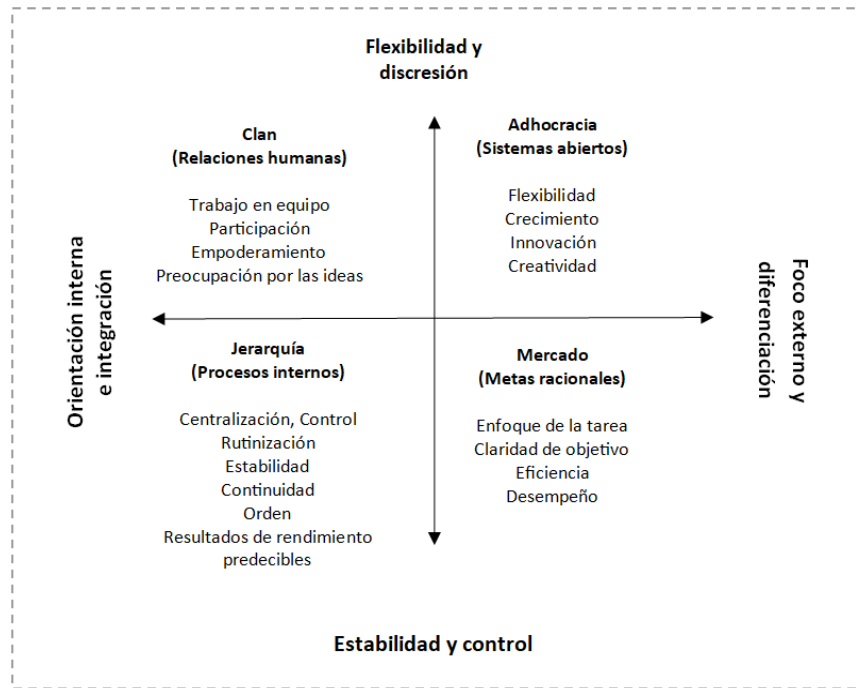 Flexibilidad y
discresión
Clan
(Relaciones humanas)
Trabajo en equipo
Participación
Empoderamiento
Preocupación por las ideas
Adhocracia
(Sistemas abiertos)
Flexibilidad
Crecimiento
Innovación
Creatividad
Orientación interna
e integración
Foco externo y
diferenciación
Jerarquía
(Procesos internos)
Centralización, Control
Rutinización
Estabilidad
Continuidad
Orden
Resultados de rendimiento
predecibles
Mercado
(Metas racionales)
Enfoque de la tarea
Claridad de objetivo
Eficiencia
Desempeño
Estabilidad y control